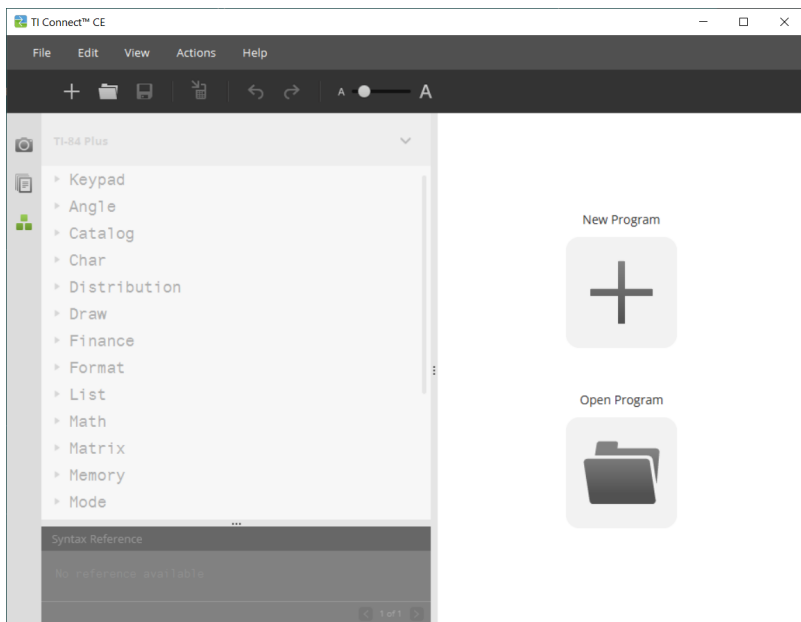 TI Connect™ CE
File Edit View Actions Help
A A
TI-84 Plus
Keypad
Angle
Catalog
Char
Distribution
Draw
Finance
Format
List
Math
Matrix
Memory
Mode
Syntax Reference
No reference available
1 of 1
New Program
Open Program